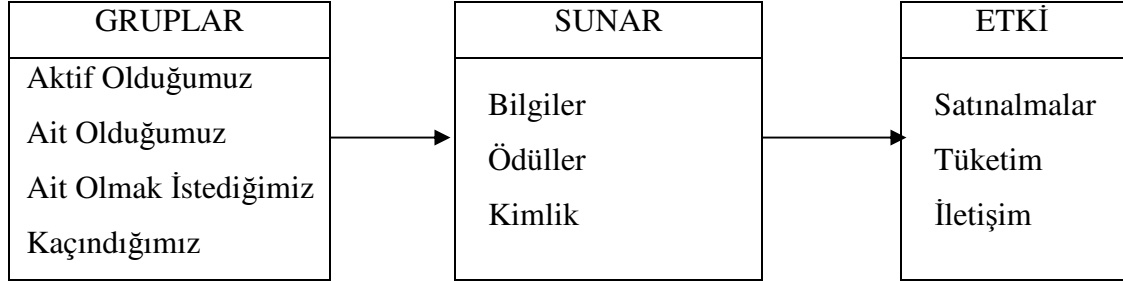 GRUPLAR
Aktif Olduğumuz
Ait Olduğumuz
Ait Olmak İstediğimiz
Kaçındığımız
SUNAR
Bilgiler
Ödüller
Kimlik
ETKİ
Satınalmalar
Tüketim
İletişim